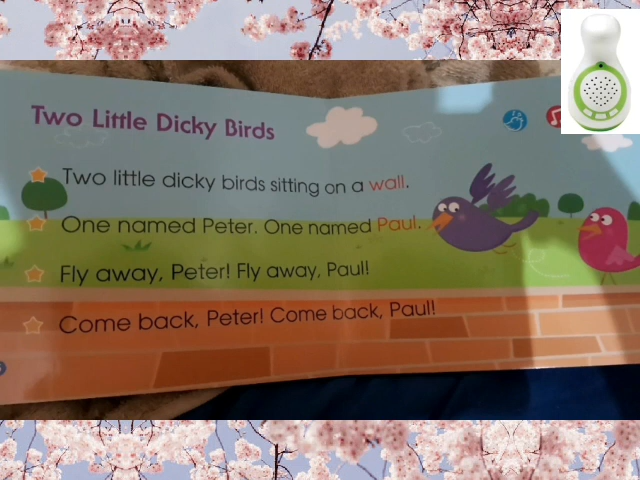 Two Little Dicky Birds
Two little dicky birds sitting on a wall.
One named Peter. One named Paul.
Fly away, Peter! Fly away, Paul!
Come back, Peter! Come back, Paul!